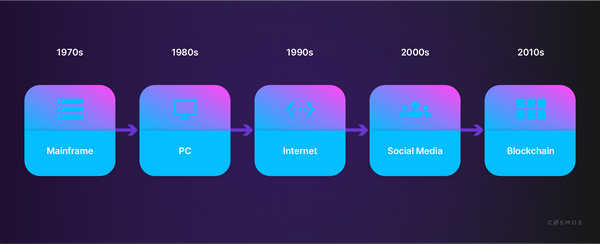 1970s
1980s
1990s
2000s
2010s
Mainframe
PC
Internet
Social Media
Blockchain
COSMOS